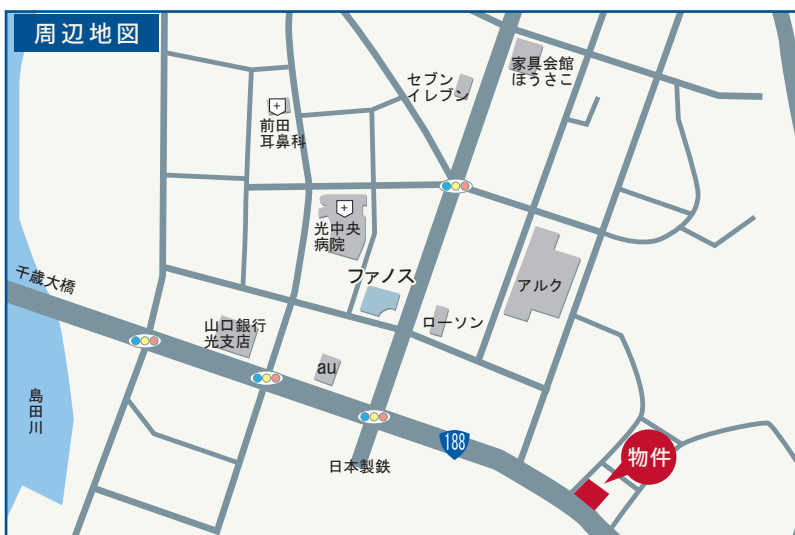 周辺地図
セブン
イレブン
家具会館
ほうさこ
前田
耳鼻科
光中央
病院
ファノス
千歳大橋
アルク
ローソン
山口銀行
光支店
au
島田川
188
日本製鉄
物件